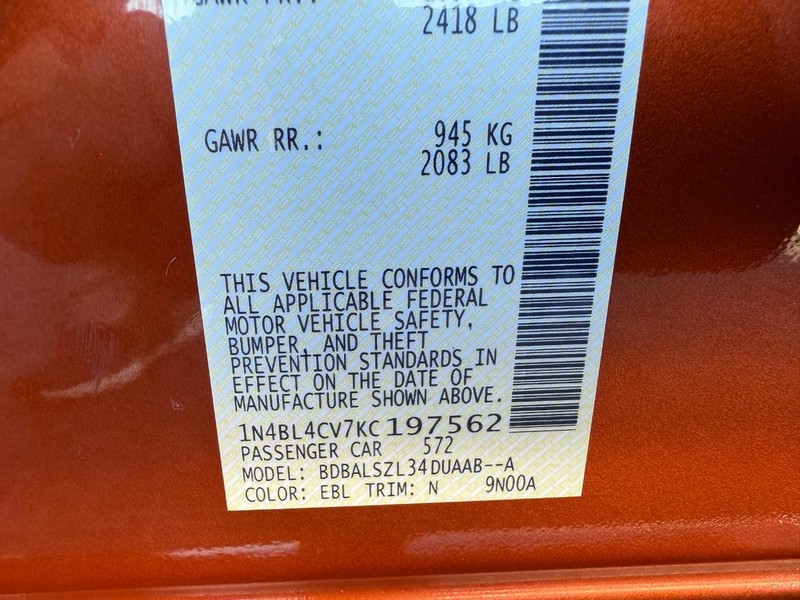 GAWR FRT.:
2418 LB
GAWR RR.: 945 KG
2083 LB
THIS VEHICLE CONFORMS TO
ALL APPLICABLE FEDERAL
MOTOR VEHICLE SAFETY,
BUMPER, AND THEFT
PREVENTION STANDARDS IN
EFFECT ON THE DATE OF
MANUFACTURE SHOWN ABOVE.
1N4BL4CV7KC197562
PASSENGER CAR 572
MODEL: BDBALSZL34DUAAB--A
COLOR: EBL TRIM: N 9N00A